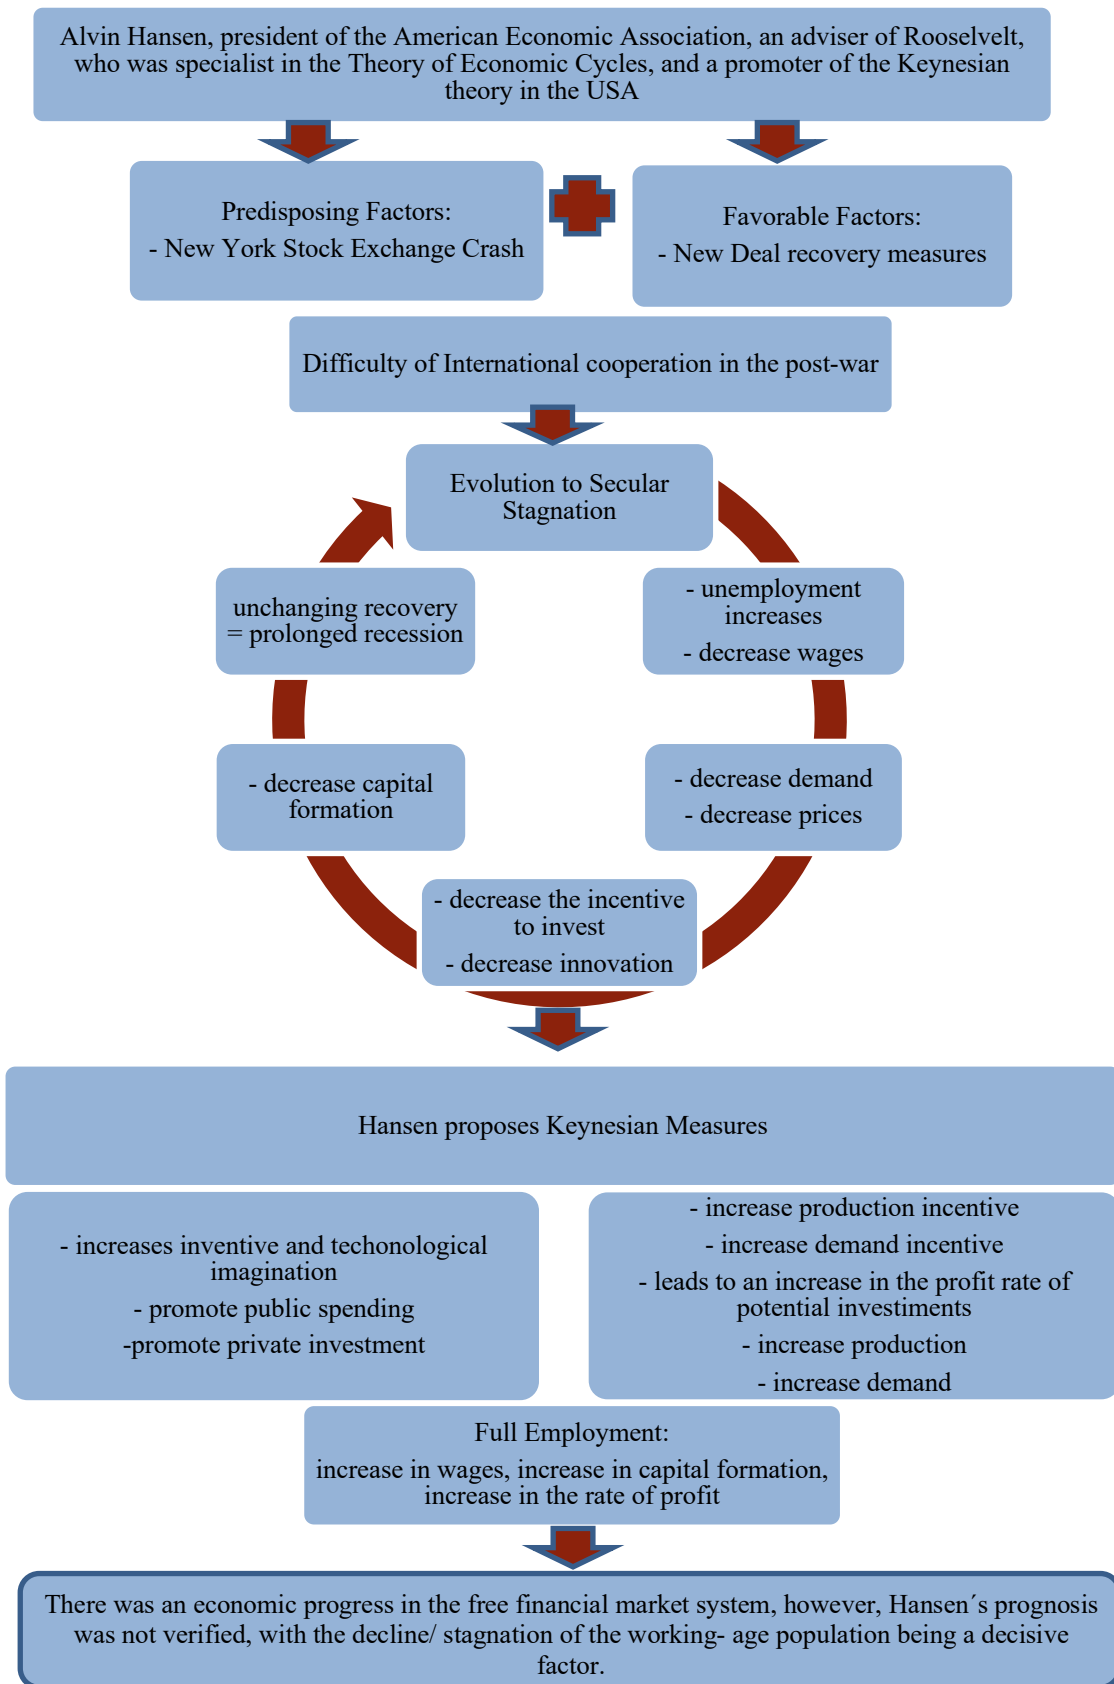 Alvin Hansen, president of the American Economic Association, an adviser of Rooselvelt,
who was specialist in the Theory of Economic Cycles, and a promoter of the Keynesian
theory in the USA
Predisposing Factors:
- New York Stock Exchange Crash
Favorable Factors:
- New Deal recovery measures
Difficulty of International cooperation in the post-war
Evolution to Secular
Stagnation
- unemployment
increases
- decrease wages
- decrease demand
- decrease prices
- decrease the incentive
to invest
- decrease innovation
- decrease capital
formation
unchanging recovery
= prolonged recession
Hansen proposes Keynesian Measures
- increases inventive and techonological
imagination
- promote public spending
-promote private investment
- increase production incentive
- increase demand incentive
- leads to an increase in the profit rate of
potential investiments
- increase production
- increase demand
Full Employment:
increase in wages, increase in capital formation,
increase in the rate of profit
There was an economic progress in the free financial market system, however, Hansen´s prognosis
was not verified, with the decline/ stagnation of the working- age population being a decisive
factor.